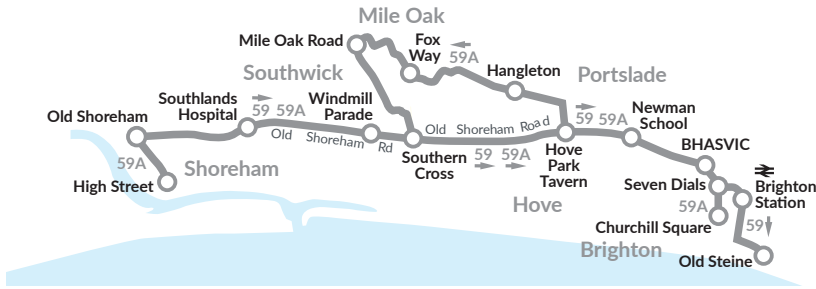 Mile Oak
Mile Oak Road
Fox
Way
59A
Hangleton
Portslade
Southwick
Southlands
Hospital
59 59A
Windmill
Parade
Old Shoreham
Old Shoreham Rd
Old Shoreham Road
59 59A
Newman
School
59A
High Street
Shoreham
Southern
Cross
59 59A
Hove
Park
Tavern
BHASVIC
Seven Dials
Brighton
Station
59A
Hove
Churchill Square
59
Brighton
Old Steine